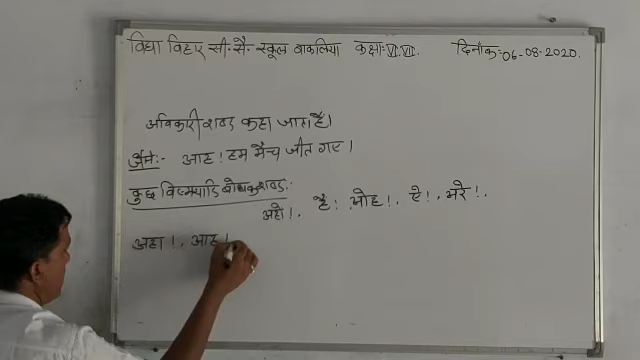 विद्या विहार सी. सै. स्कूल बाकलिया कक्षा-VI.VII. दिनांक:-06-08-2020.
अविकारी शब्द कहा जाता है।
जैसे:- आह ! हम मैच जीत गए।
कुछ विस्मयादि बोधक शब्द:-
अहो !. है! .ओह !. ऐ !. अरे !.
अहा !. आह !